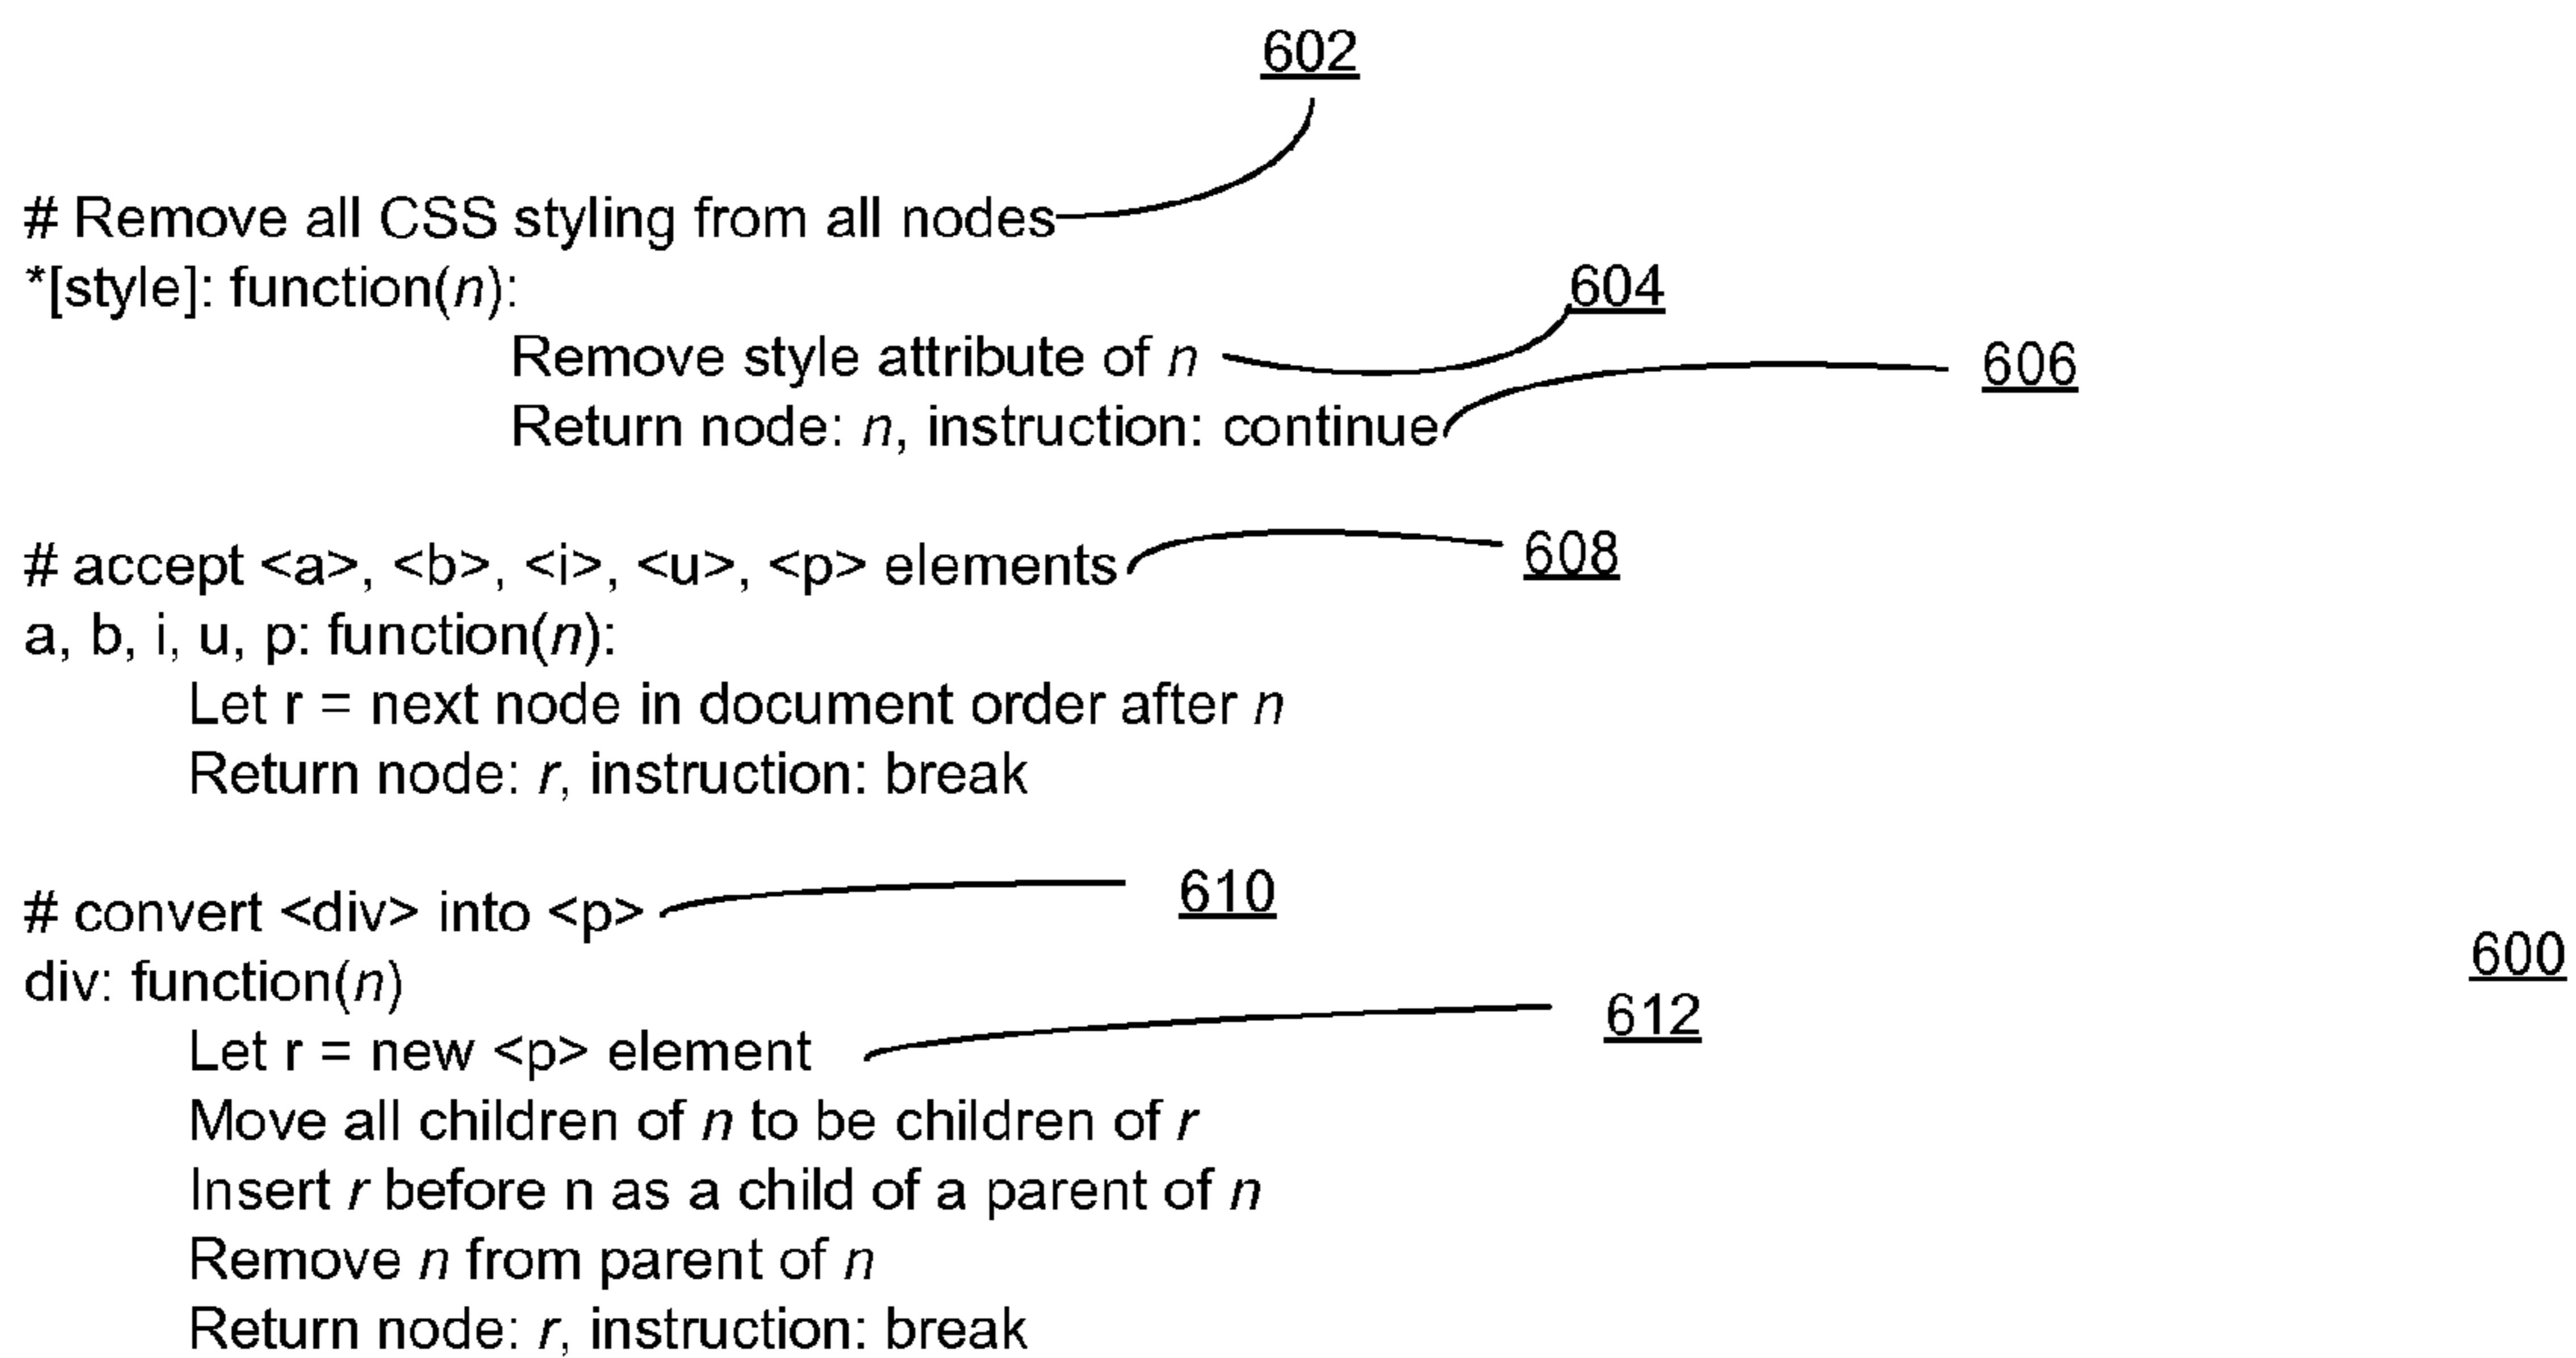 602
# Remove all CSS styling from all nodes
*[style]: function(n):
604
Remove style attribute of n
606
Return node: n, instruction: continue
# accept <a>, <b>, <i>, <u>, <p> elements
608
a, b, i, u, p: function(n):
Let r = next node in document order after n
Return node: r, instruction: break
# convert <div> into <p>
610
div: function(n)
600
612
Let r = new <p> element
Move all children of n to be children of r
Insert r before n as a child of a parent of n
Remove n from parent of n
Return node: r, instruction: break